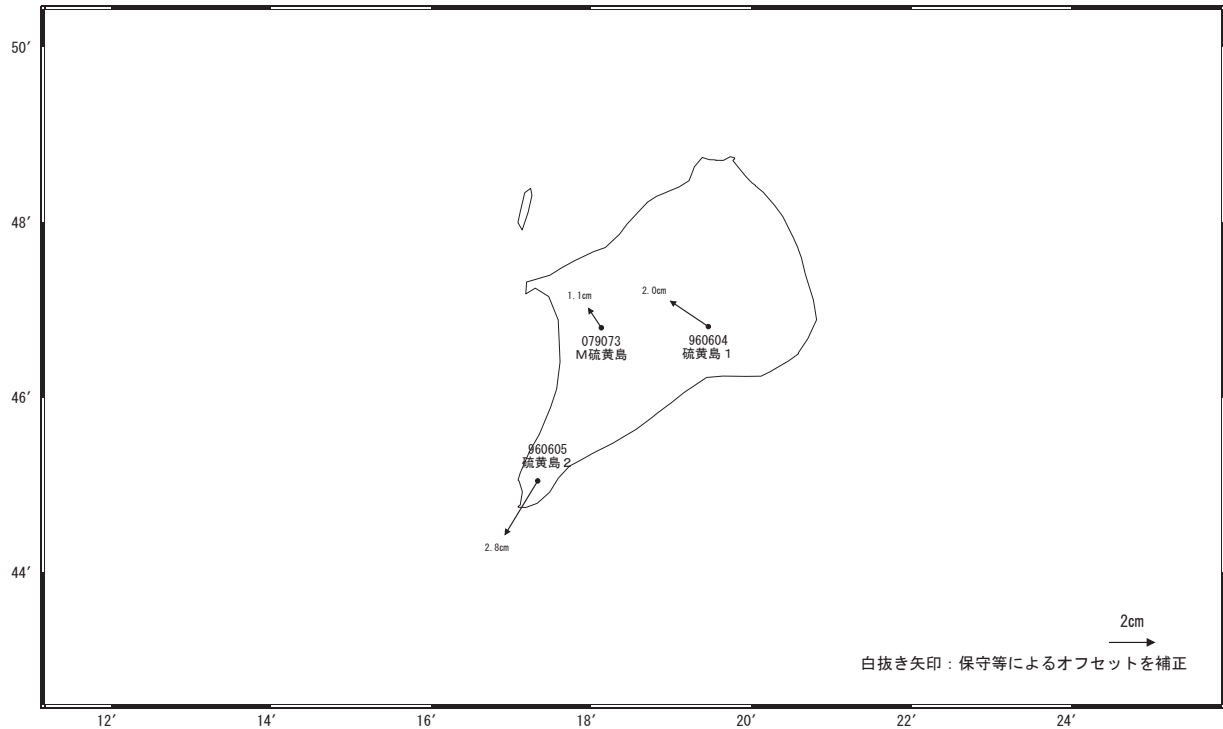 50′
48′
46′
44′
1.1cm
2.0cm
079073
M硫黄島
960604
硫黄島1
960605
硫黄島2
2.8cm
2cm
白抜き矢印:保守等によるオフセットを補正
12′
14′
16′
18′
20′
22′
24′